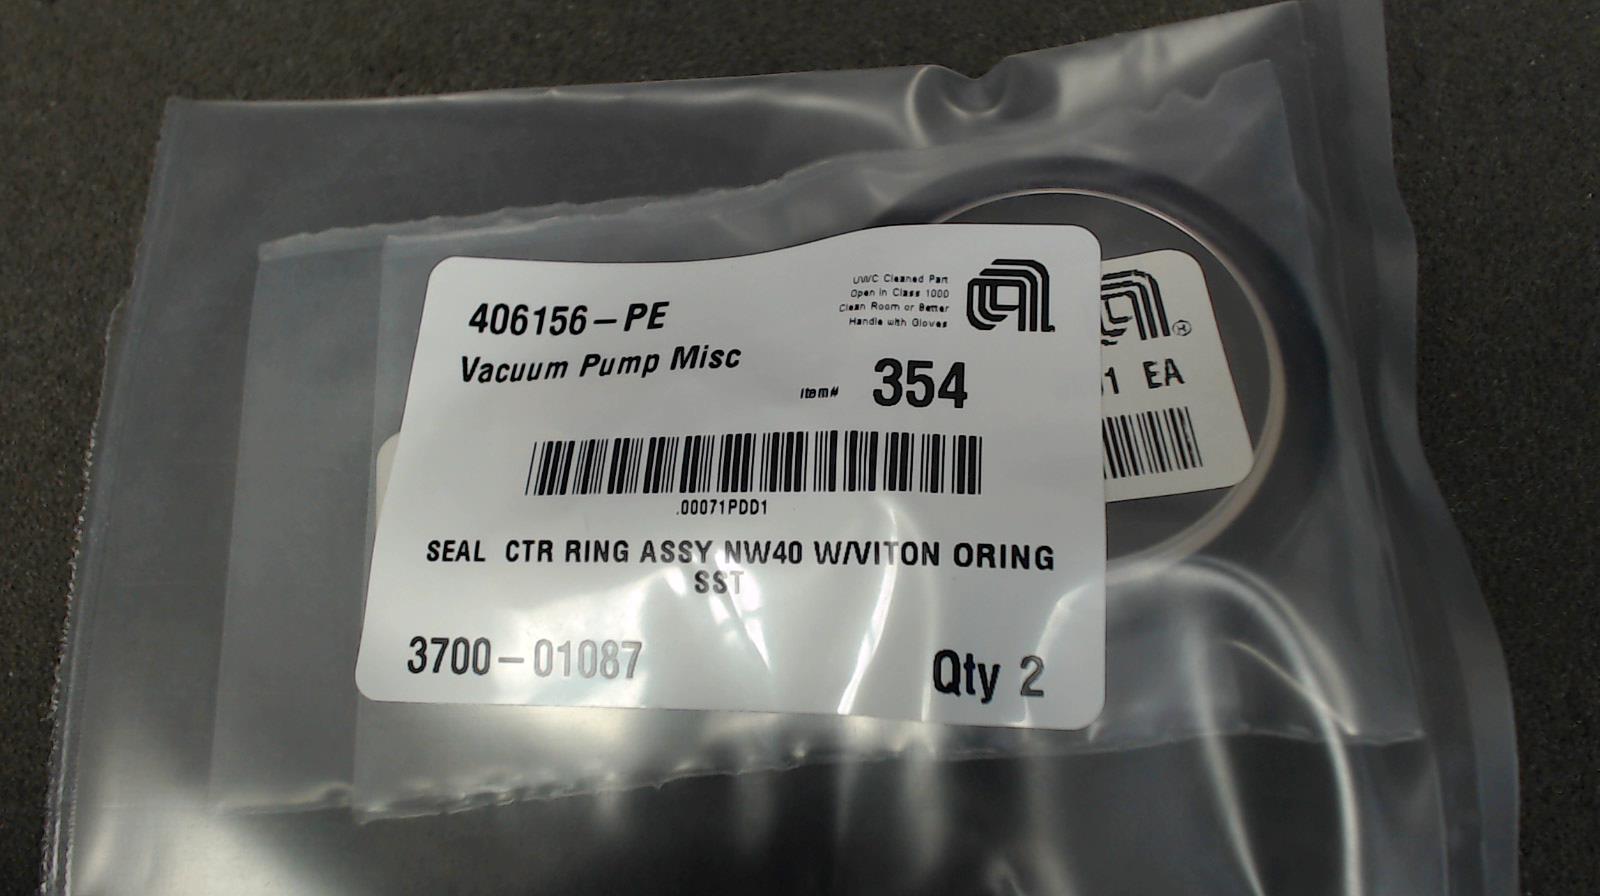 406156-PE
Vacuum Pump Misc
UWC Cleaned Part
Open in Class 1000
Clean Room or Better
Handle with Gloves
Item# 354
.00071PDD1
SEAL CTR RING ASSY NW40 W/VITON ORING
SST
3700-01087
Qty 2
®
1 EA